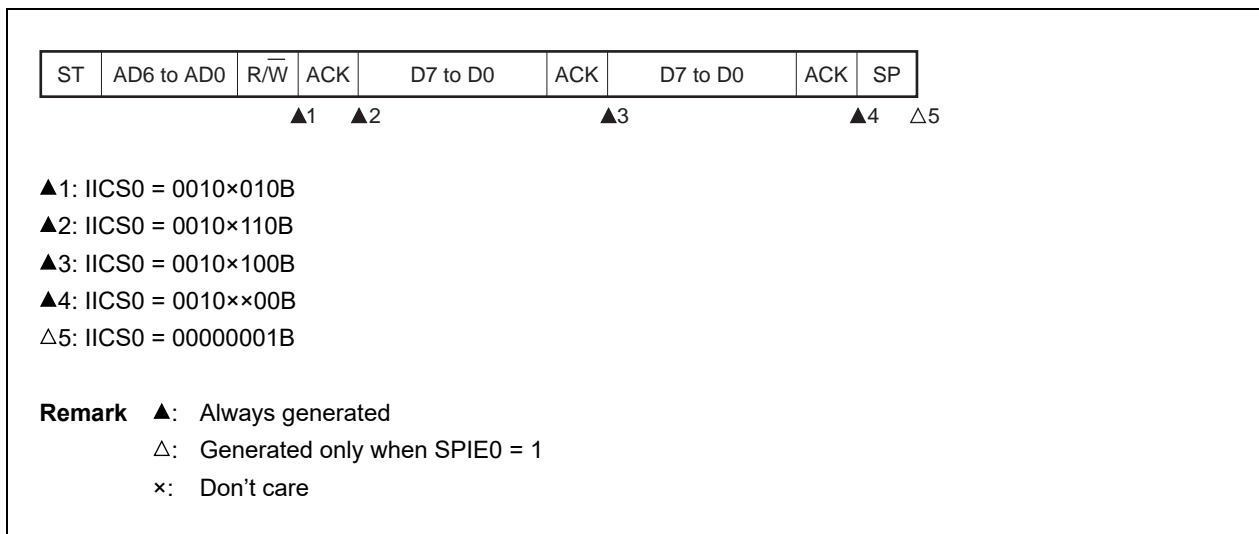 ST AD6 to AD0 R/W̅ ACK D7 to D0 ACK D7 to D0 ACK SP
▲1 ▲2 ▲3 ▲4 △5
▲1: IICS0 = 0010×010B
▲2: IICS0 = 0010×110B
▲3: IICS0 = 0010×100B
▲4: IICS0 = 0010××00B
△5: IICS0 = 00000001B
Remark ▲: Always generated
△: Generated only when SPIE0 = 1
×: Don't care